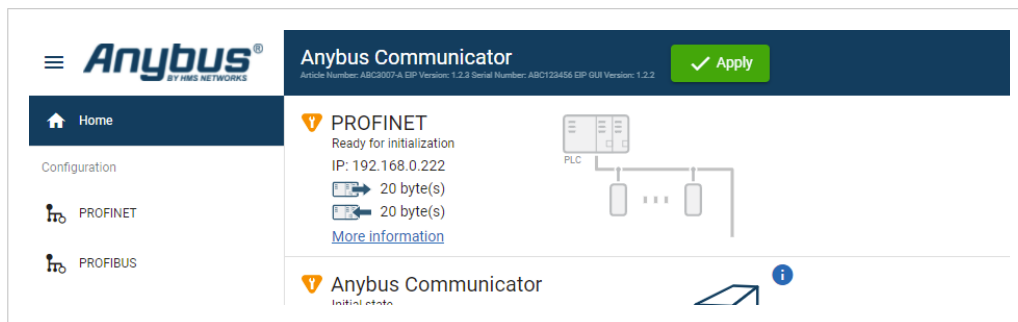 Anybus®
BY HMS NETWORKS
Anybus Communicator
Article Number: ABC3007-A EIP Version: 1.2.3 Serial Number: ABC123456 EIP GUI Version: 1.2.2
Apply
Home
Configuration
PROFINET
PROFIBUS
PROFINET
Ready for initialization
IP: 192.168.0.222
20 byte(s)
20 byte(s)
More information
PLC
Anybus Communicator
Initial state